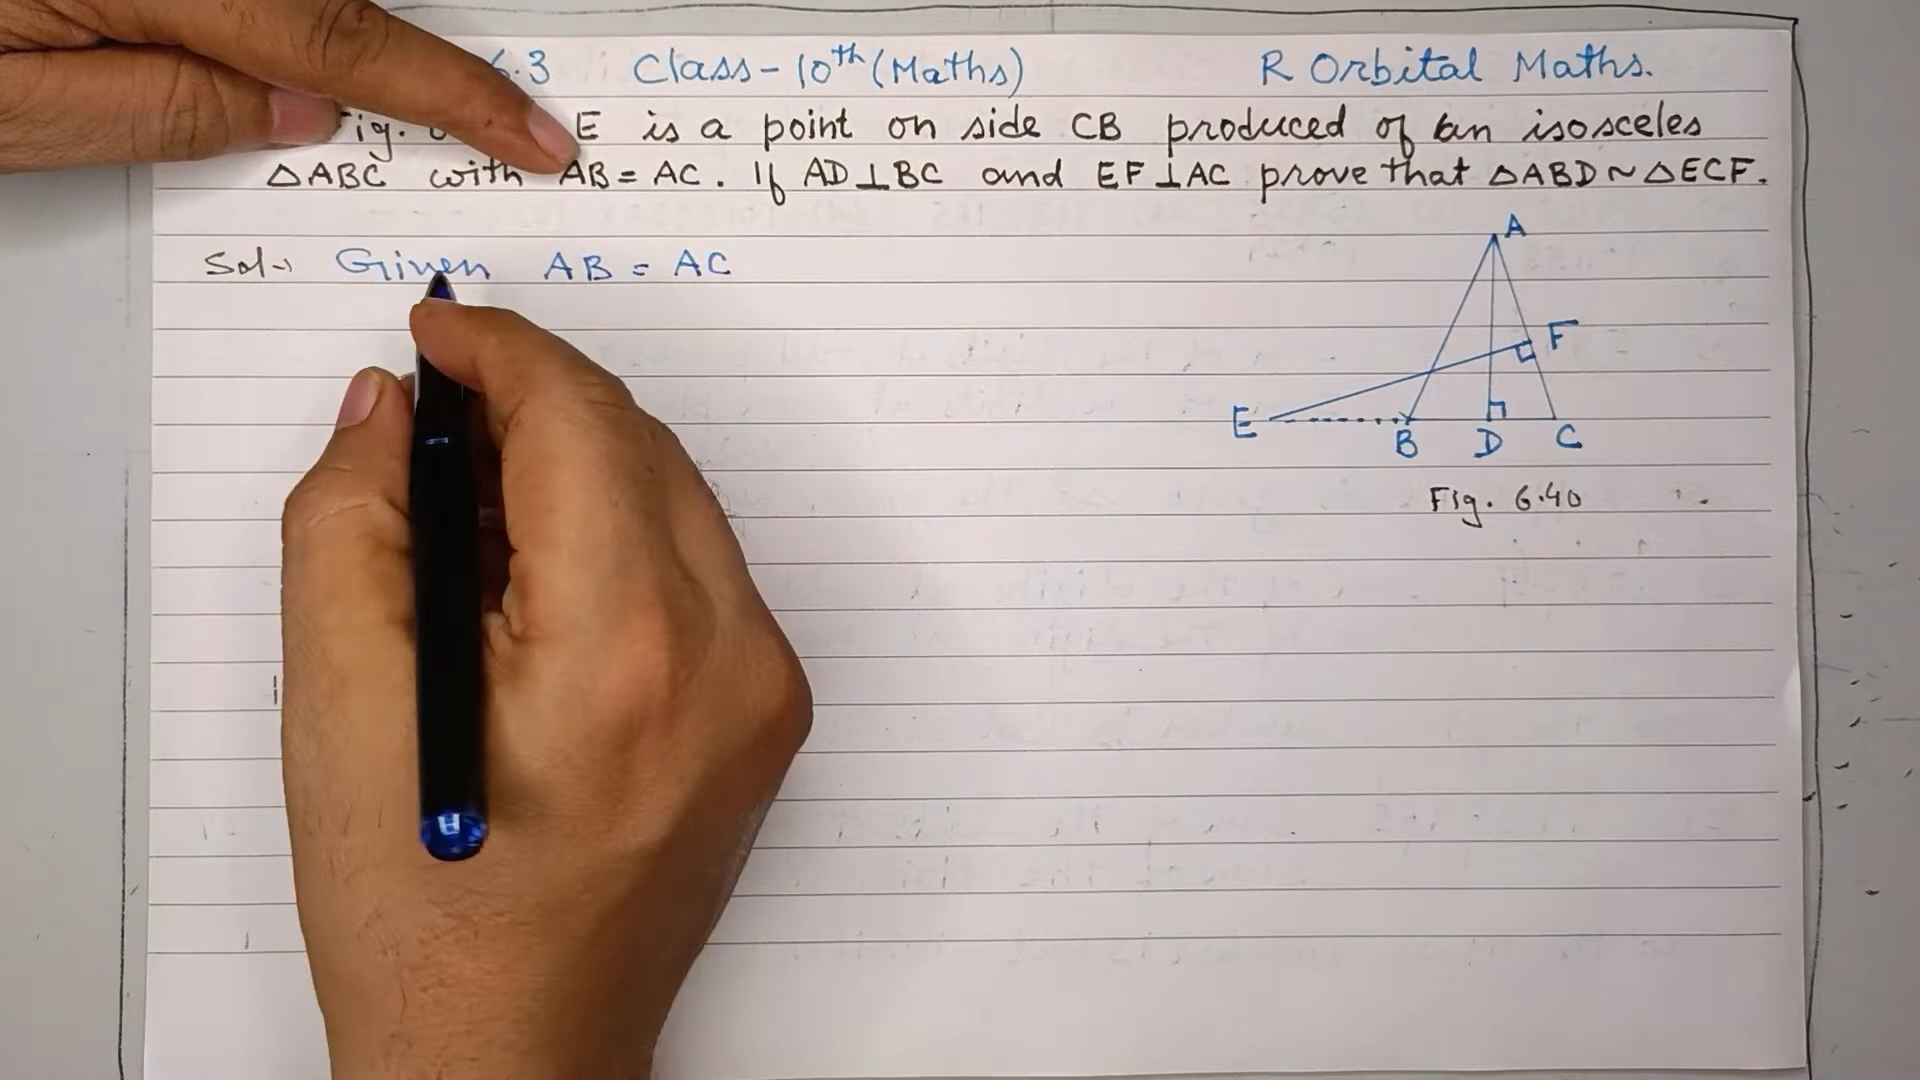 6.3 Class-10th (Maths) R Orbital Maths.
Fig. E is a point on side CB produced of an isosceles
△ABC with AB = AC. If AD⊥BC and EF⊥AC prove that △ABD ~ △ECF.
Sol→ Given AB = AC
A
F
E B D C
Fig. 6.40